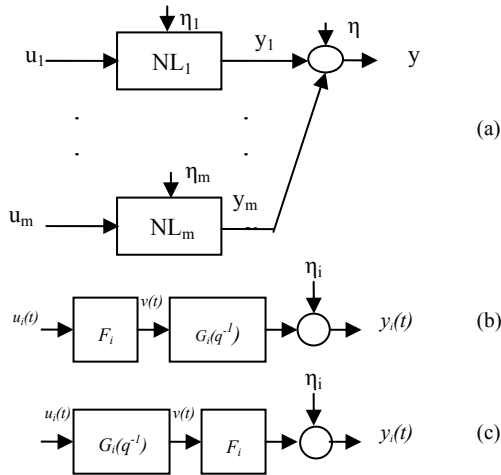 η₁
u₁ NL₁ y₁ η y
(a)
ηₘ
uₘ NLₘ yₘ
ηᵢ
uᵢ(t) Fᵢ v(t) Gᵢ(q⁻¹) yᵢ(t) (b)
ηᵢ
uᵢ(t) Gᵢ(q⁻¹) v(t) Fᵢ yᵢ(t) (c)